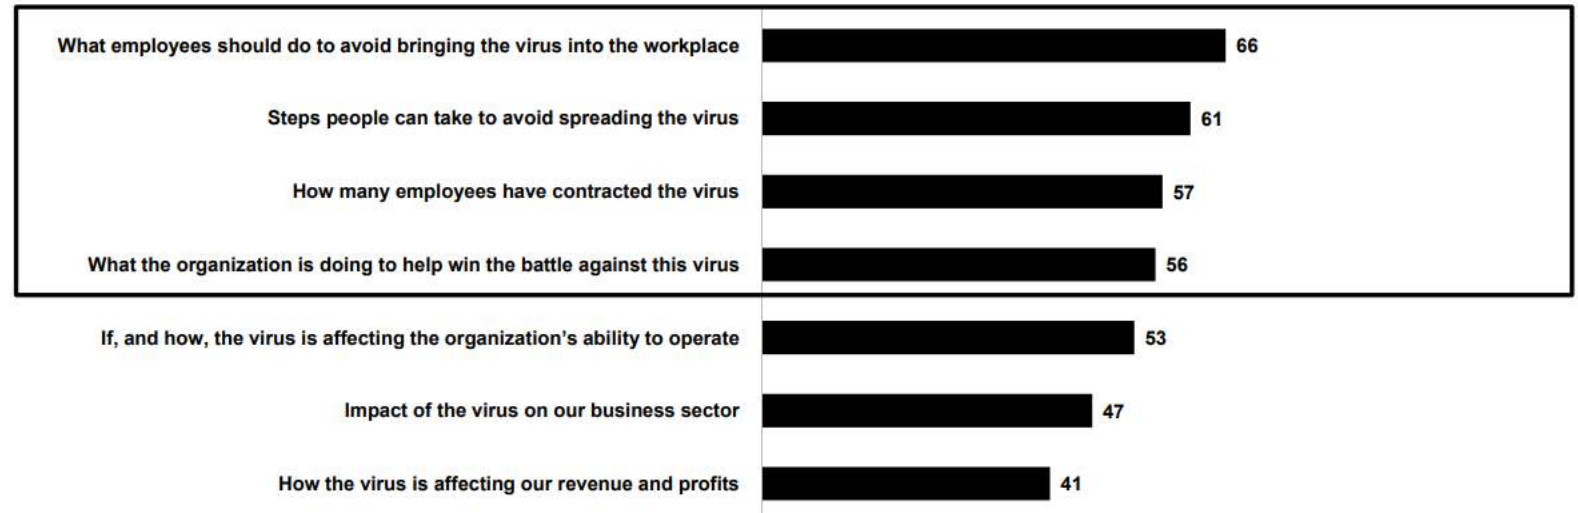 What employees should do to avoid bringing the virus into the workplace 66
Steps people can take to avoid spreading the virus 61
How many employees have contracted the virus 57
What the organization is doing to help win the battle against this virus 56
If, and how, the virus is affecting the organization’s ability to operate 53
Impact of the virus on our business sector 47
How the virus is affecting our revenue and profits 41